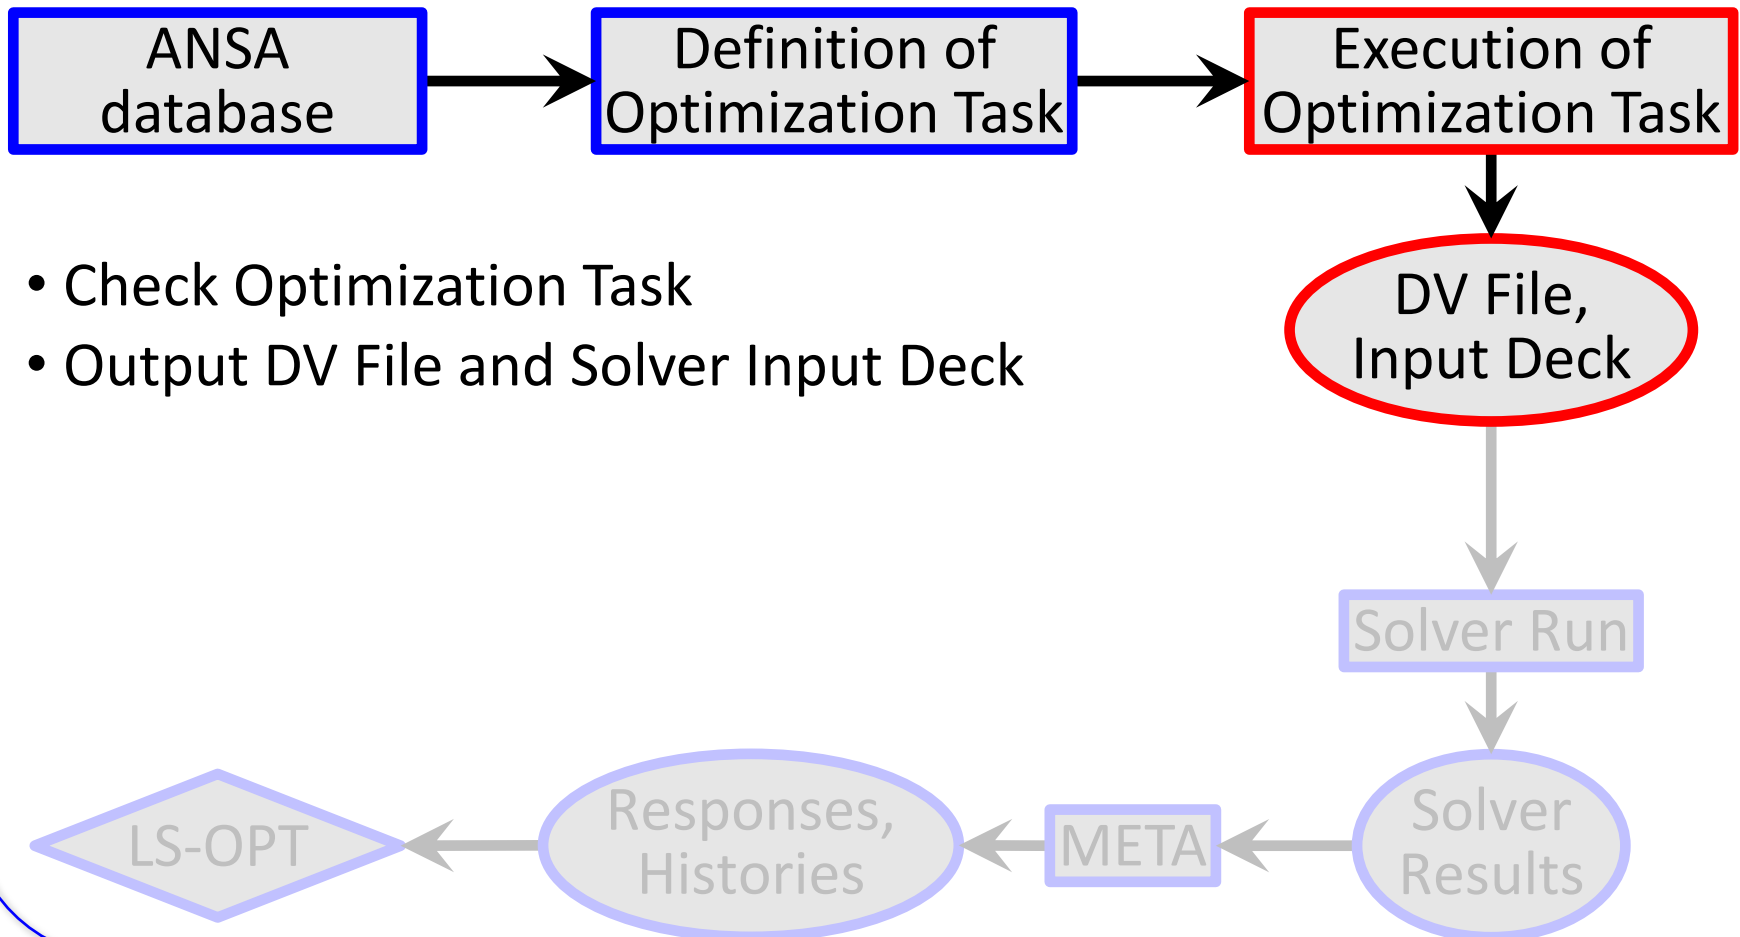 ANSA
database
Definition of
Optimization Task
Execution of
Optimization Task
• Check Optimization Task
• Output DV File and Solver Input Deck
DV File,
Input Deck
Solver Run
Solver
Results
META
Responses,
Histories
LS-OPT